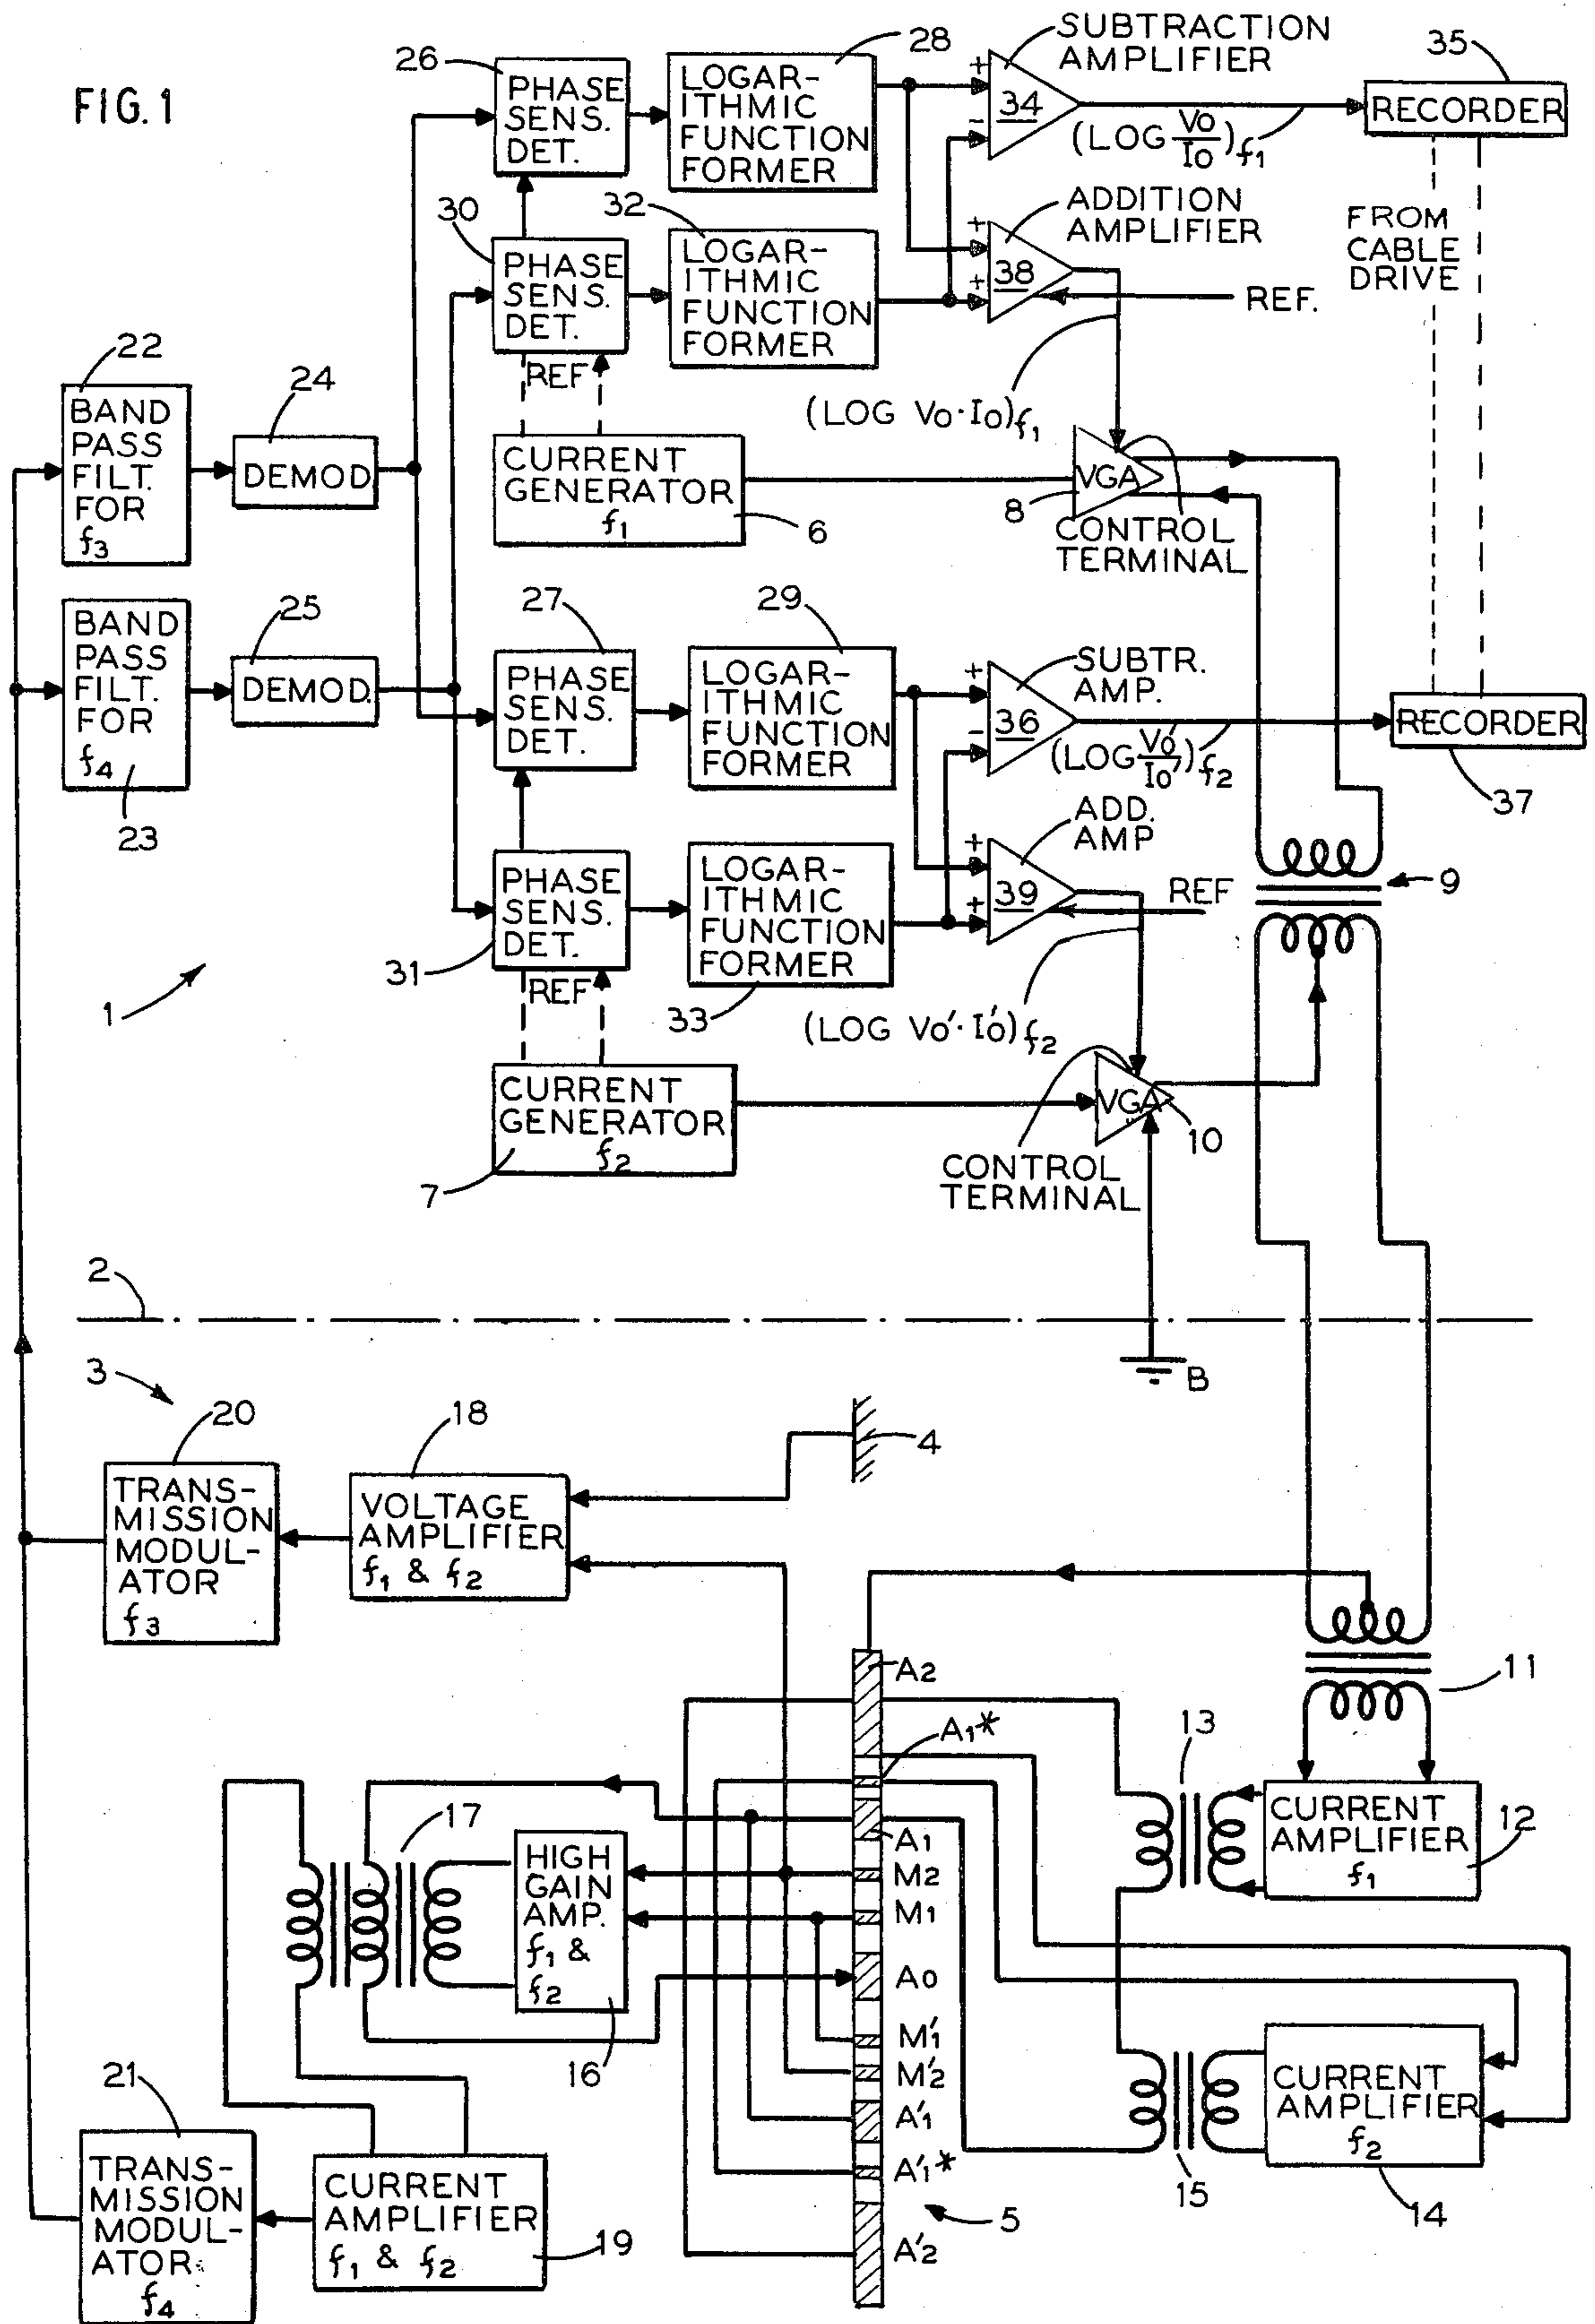 FIG. 1
26
PHASE
SENS.
DET.
28
LOGAR-
ITHMIC
FUNCTION
FORMER
+
-
34
SUBTRACTION
AMPLIFIER
(LOG Vo/Io)f1
35
RECORDER
30
PHASE
SENS.
DET.
32
LOGAR-
ITHMIC
FUNCTION
FORMER
+
+
38
ADDITION
AMPLIFIER
REF.
FROM
CABLE
DRIVE
REF
(LOG Vo·Io)f1
22
BAND
PASS
FILT.
FOR
f3
24
DEMOD.
CURRENT
GENERATOR
f1
6
VGA
8
CONTROL
TERMINAL
BAND
PASS
FILT.
FOR
f4
23
25
DEMOD.
27
PHASE
SENS.
DET.
29
LOGAR-
ITHMIC
FUNCTION
FORMER
+
-
36
SUBTR.
AMP.
(LOG Vo'/Io')f2
RECORDER
37
31
PHASE
SENS.
DET.
LOGAR-
ITHMIC
FUNCTION
FORMER
33
+
+
39
ADD.
AMP
REF
9
1
REF
(LOG Vo'·I'o)f2
CURRENT
GENERATOR
f2
7
VGA
10
CONTROL
TERMINAL
2
B
3
20
TRANS-
MISSION
MODUL-
ATOR
f3
18
VOLTAGE
AMPLIFIER
f1 & f2
4
11
A2
A1*
13
CURRENT
AMPLIFIER
f1
12
17
HIGH
GAIN
AMP.
f1 &
f2
16
A1
M2
M1
A0
M'1
M'2
A'1
A'1*
A'2
5
15
CURRENT
AMPLIFIER
f2
14
21
TRANS-
MISSION
MODUL-
ATOR
f4
CURRENT
AMPLIFIER
f1 & f2
19